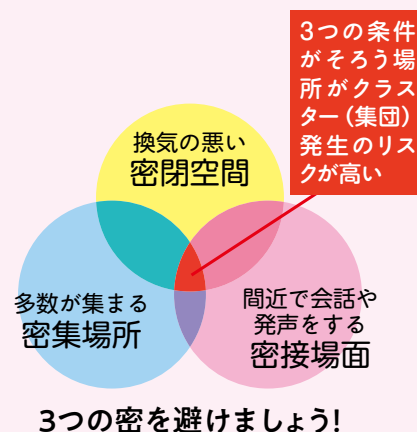 3つの条件
がそろう場
所がクラス
ター(集団)
発生のリス
クが高い
換気の悪い
密閉空間
多数が集まる
密集場所
間近で会話や
発声をする
密接場面
3つの密を避けましょう!